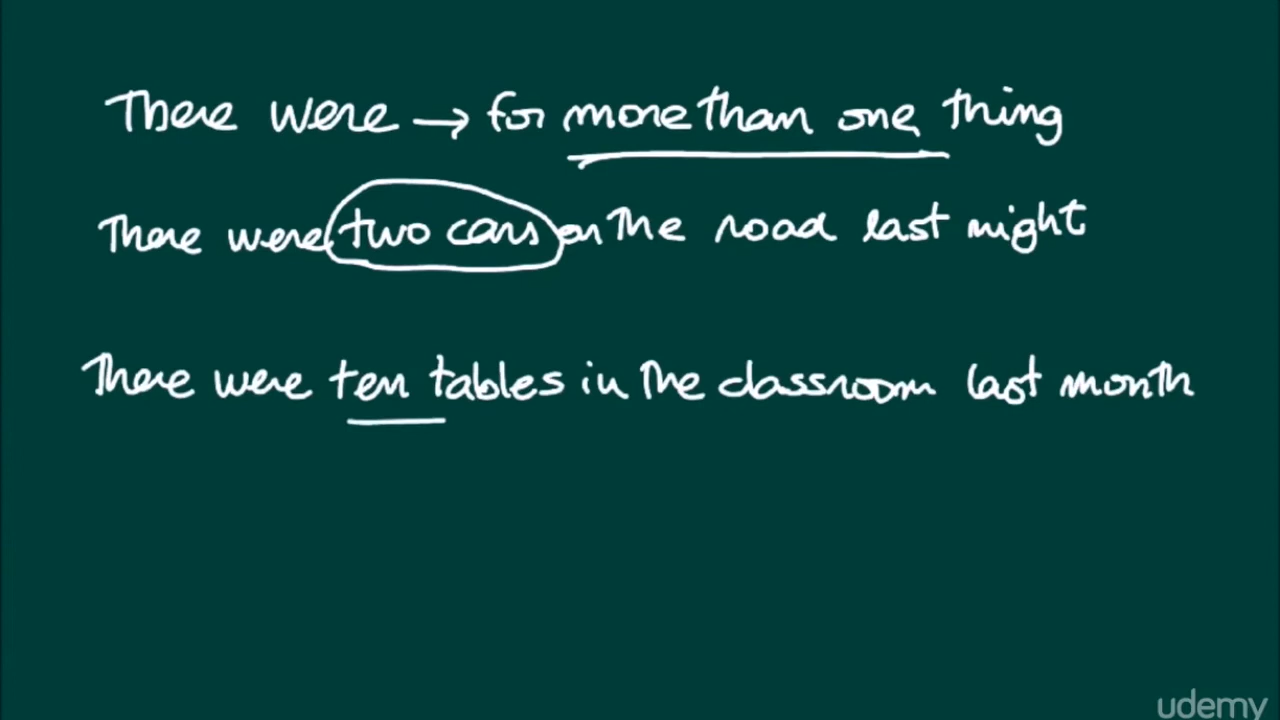 There were → for more than one thing
There were two cars on the road last night
There were ten tables in the classroom last month
udemy